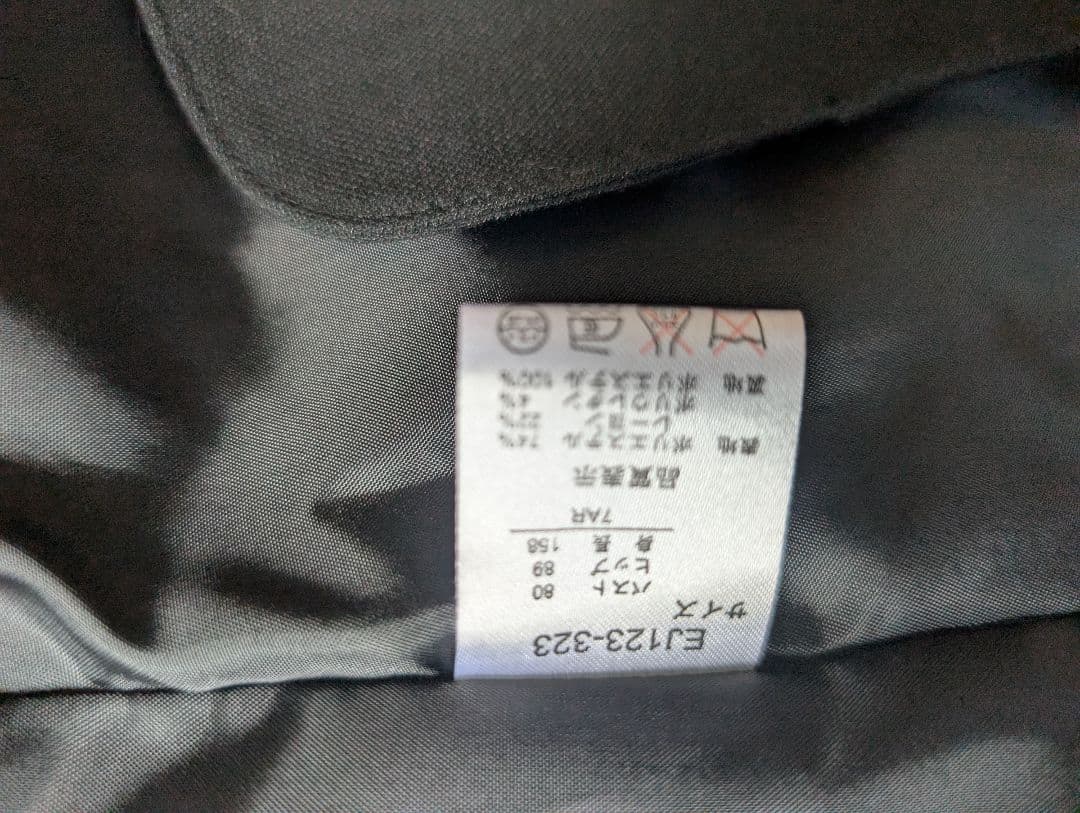 EJ123-323
サイズ
バスト 80
ヒップ 89
身長 158
7AR
品質表示
表地 ポリエステル 74%
レーヨン 22%
ポリウレタン 4%
裏地 ポリエステル 100%